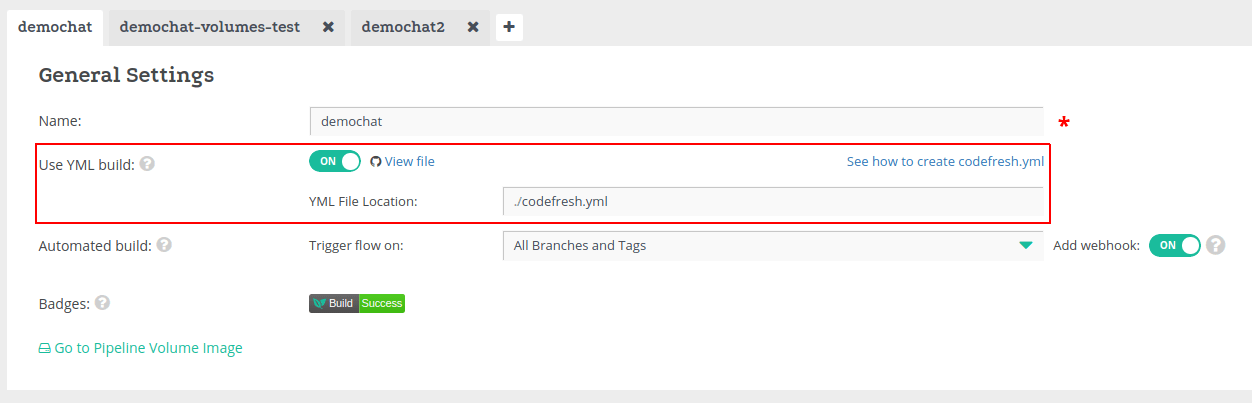 demochat demochat-volumes-test ✖ demochat2 ✖ +
General Settings
Name: demochat *
Use YML build: ? ON View file See how to create codefresh.yml
YML File Location: ./codefresh.yml
Automated build: ? Trigger flow on: All Branches and Tags Add webhook: ON ?
Badges: ? Build Success
Go to Pipeline Volume Image